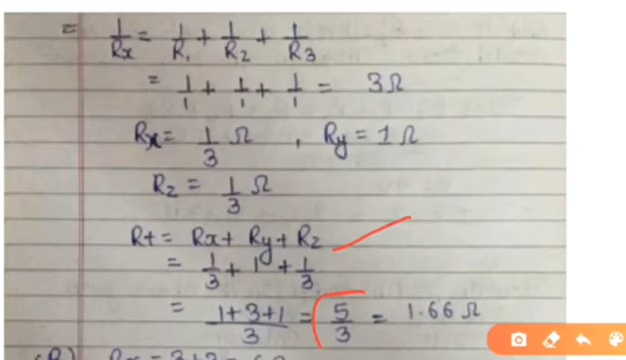 = 1/Rx = 1/R1 + 1/R2 + 1/R3
= 1/1 + 1/1 + 1/1 = 3Ω
Rx = 1/3 Ω , Ry = 1Ω
Rz = 1/3 Ω
Rt = Rx + Ry + Rz
= 1/3 + 1 + 1/3
= 1+3+1/3 = 5/3 = 1.66 Ω